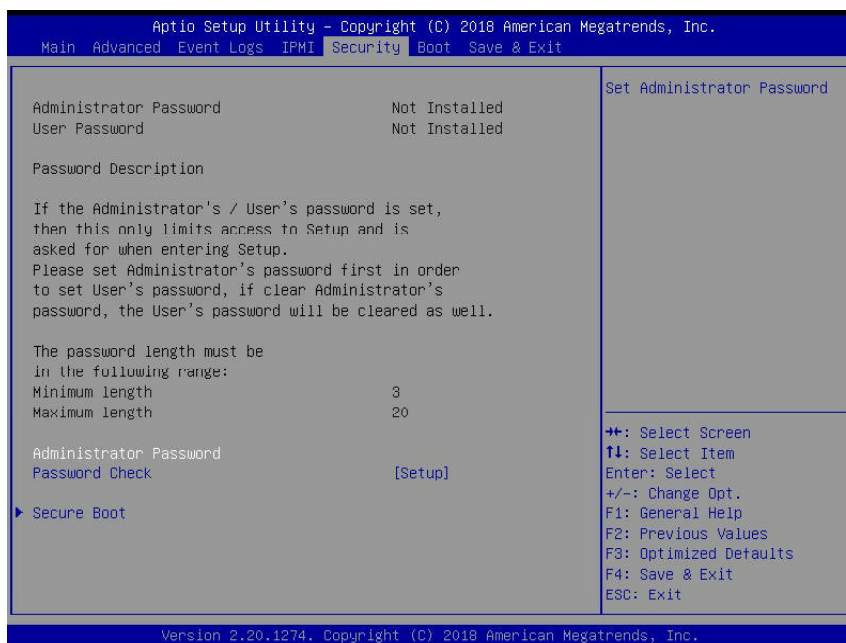 Aptio Setup Utility – Copyright (C) 2018 American Megatrends, Inc.
Main Advanced Event Logs IPMI Security Boot Save & Exit
Administrator Password Not Installed
User Password Not Installed
Password Description
If the Administrator's / User's password is set,
then this only limits access to Setup and is
asked for when entering Setup.
Please set Administrator's password first in order
to set User's password, if clear Administrator's
password, the User's password will be cleared as well.
The password length must be
in the following range:
Minimum length 3
Maximum length 20
Administrator Password
Password Check [Setup]
Secure Boot
Set Administrator Password
→←: Select Screen
↑↓: Select Item
Enter: Select
+/-: Change Opt.
F1: General Help
F2: Previous Values
F3: Optimized Defaults
F4: Save & Exit
ESC: Exit
Version 2.20.1274. Copyright (C) 2018 American Megatrends, Inc.